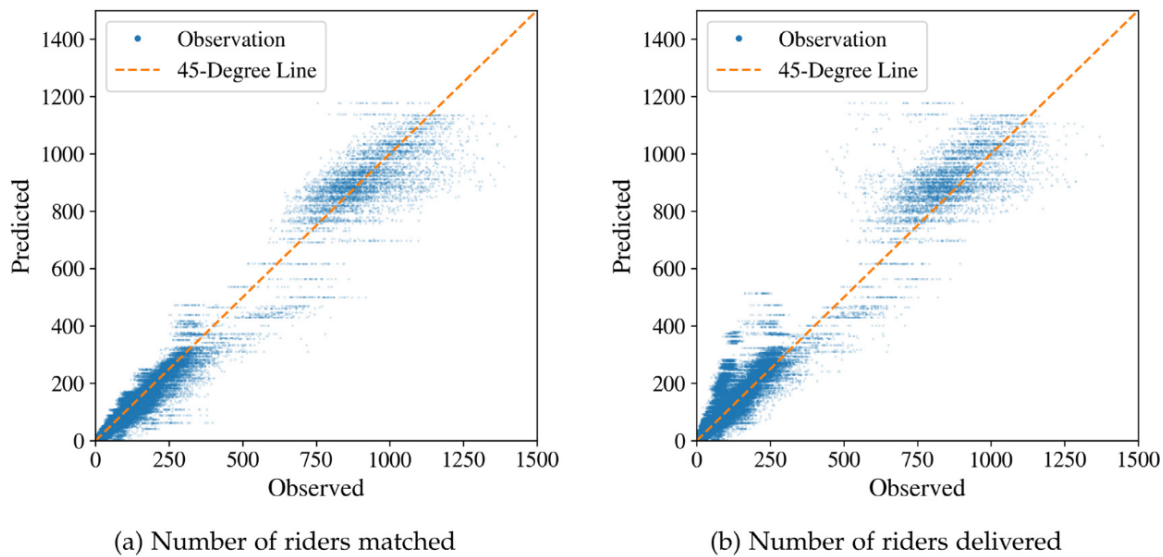 1400
1200
1000
800
600
400
200
0
Predicted
Observation
45-Degree Line
0 250 500 750 1000 1250 1500
Observed
(a) Number of riders matched
1400
1200
1000
800
600
400
200
0
Predicted
Observation
45-Degree Line
0 250 500 750 1000 1250 1500
Observed
(b) Number of riders delivered